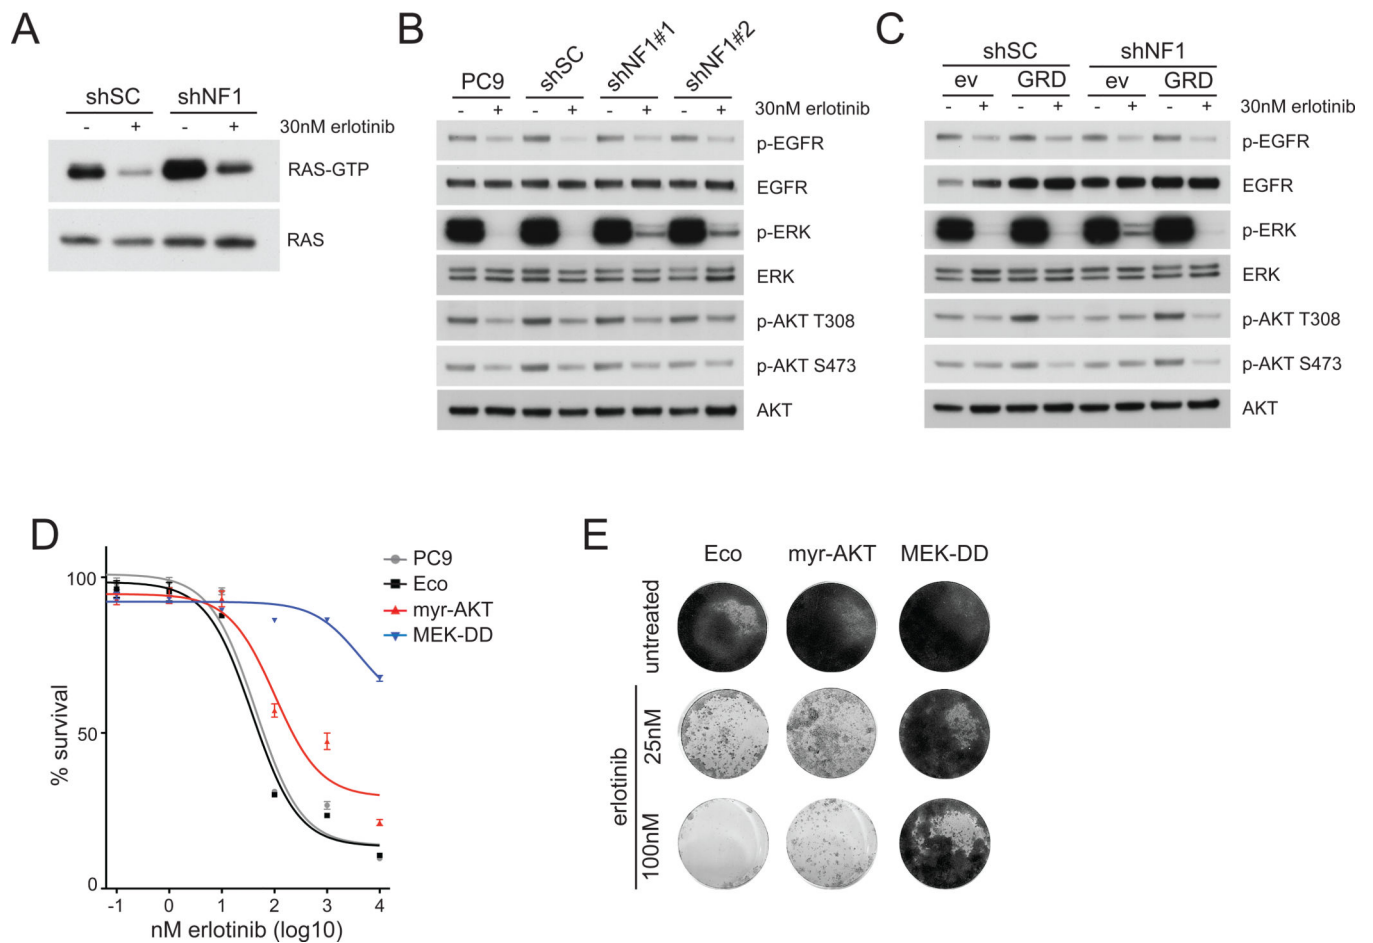 A
shSC shNF1
- + - + 30nM erlotinib
RAS-GTP
RAS
B
PC9 shSC shNF1#1 shNF1#2
- + - + - + - + 30nM erlotinib
p-EGFR
EGFR
p-ERK
ERK
p-AKT T308
p-AKT S473
AKT
C
shSC shNF1
ev GRD ev GRD
- + - + - + - + 30nM erlotinib
p-EGFR
EGFR
p-ERK
ERK
p-AKT T308
p-AKT S473
AKT
D
100
50
0
% survival
-1 0 1 2 3 4
nM erlotinib (log10)
PC9
Eco
myr-AKT
MEK-DD
E
Eco myr-AKT MEK-DD
untreated
erlotinib
25nM
100nM